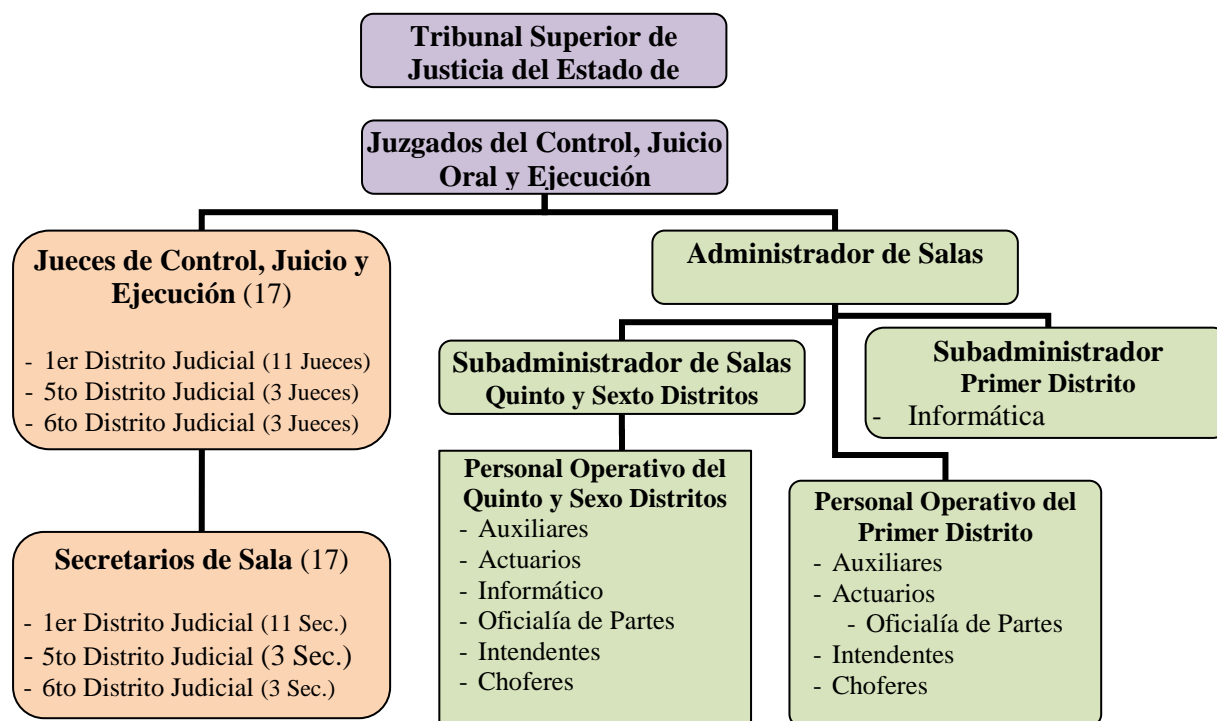 Tribunal Superior de
Justicia del Estado de
Juzgados del Control, Juicio
Oral y Ejecución
Jueces de Control, Juicio y
Ejecución (17)
- 1er Distrito Judicial (11 Jueces)
- 5to Distrito Judicial (3 Jueces)
- 6to Distrito Judicial (3 Jueces)
Secretarios de Sala (17)
- 1er Distrito Judicial (11 Sec.)
- 5to Distrito Judicial (3 Sec.)
- 6to Distrito Judicial (3 Sec.)
Administrador de Salas
Subadministrador de Salas
Quinto y Sexto Distritos
Subadministrador
Primer Distrito
- Informática
Personal Operativo del
Quinto y Sexo Distritos
- Auxiliares
- Actuarios
- Informático
- Oficialía de Partes
- Intendentes
- Choferes
Personal Operativo del
Primer Distrito
- Auxiliares
- Actuarios
- Oficialía de Partes
- Intendentes
- Choferes